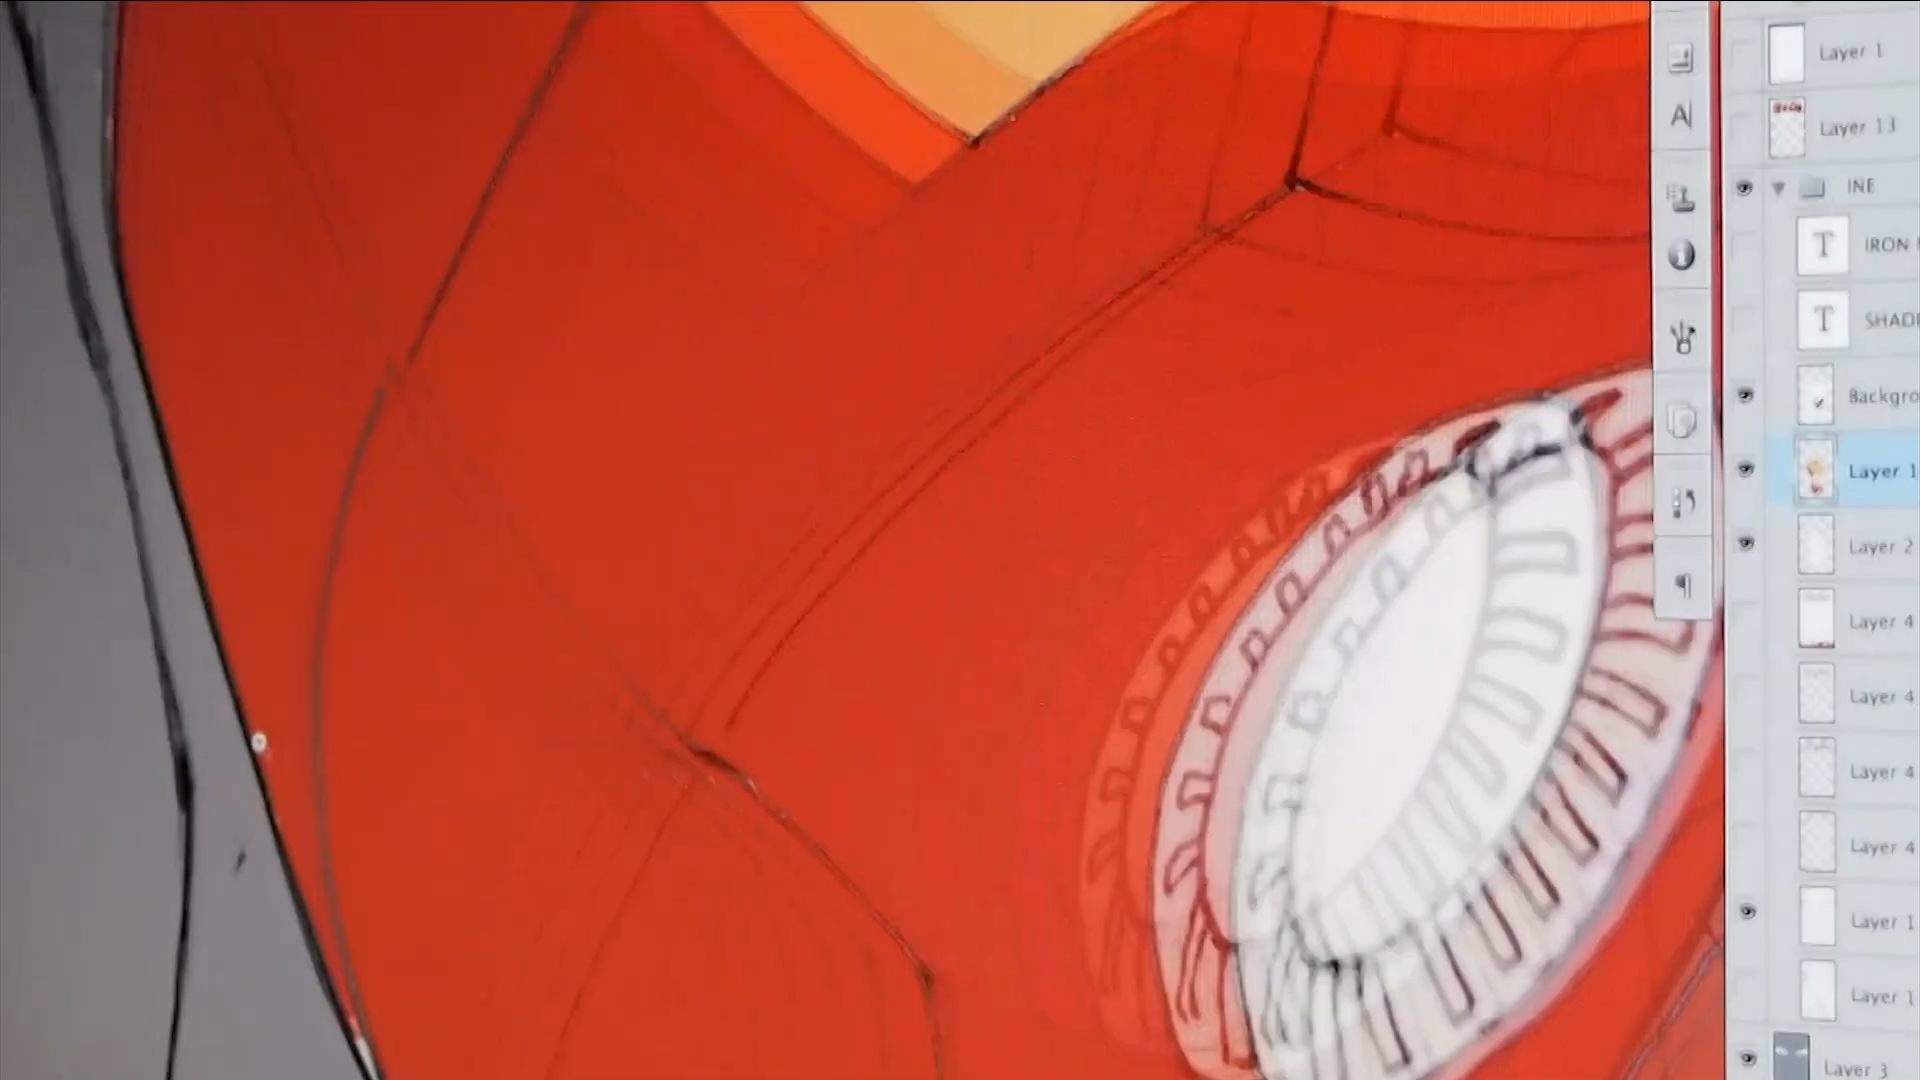 Layer 1
Layer 13
INE
A
T IRON
T SHADI
Backgro
Layer 1
Layer 2
Layer 4
Layer 4
Layer 4
Layer 4
Layer 1
Layer 1
Layer 3